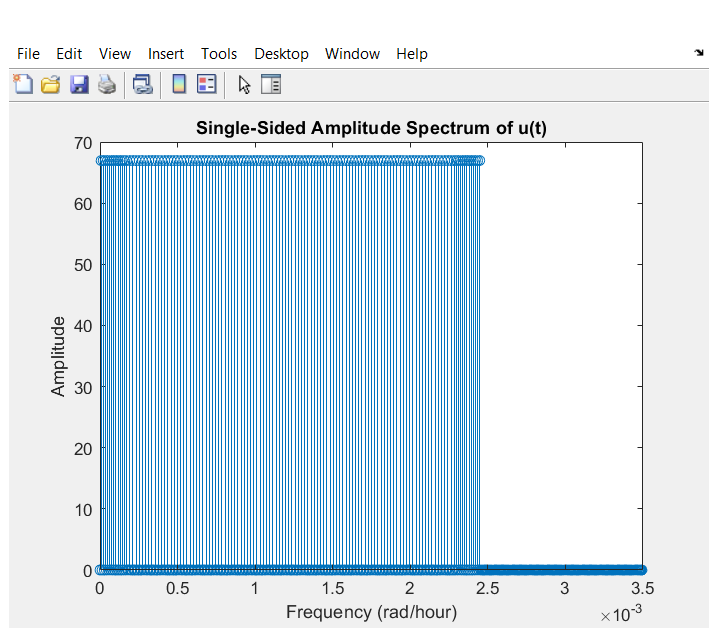 File Edit View Insert Tools Desktop Window Help
Single-Sided Amplitude Spectrum of u(t)
70
60
50
40
30
20
10
0
Amplitude
0 0.5 1 1.5 2 2.5 3 3.5
Frequency (rad/hour)
×10⁻³